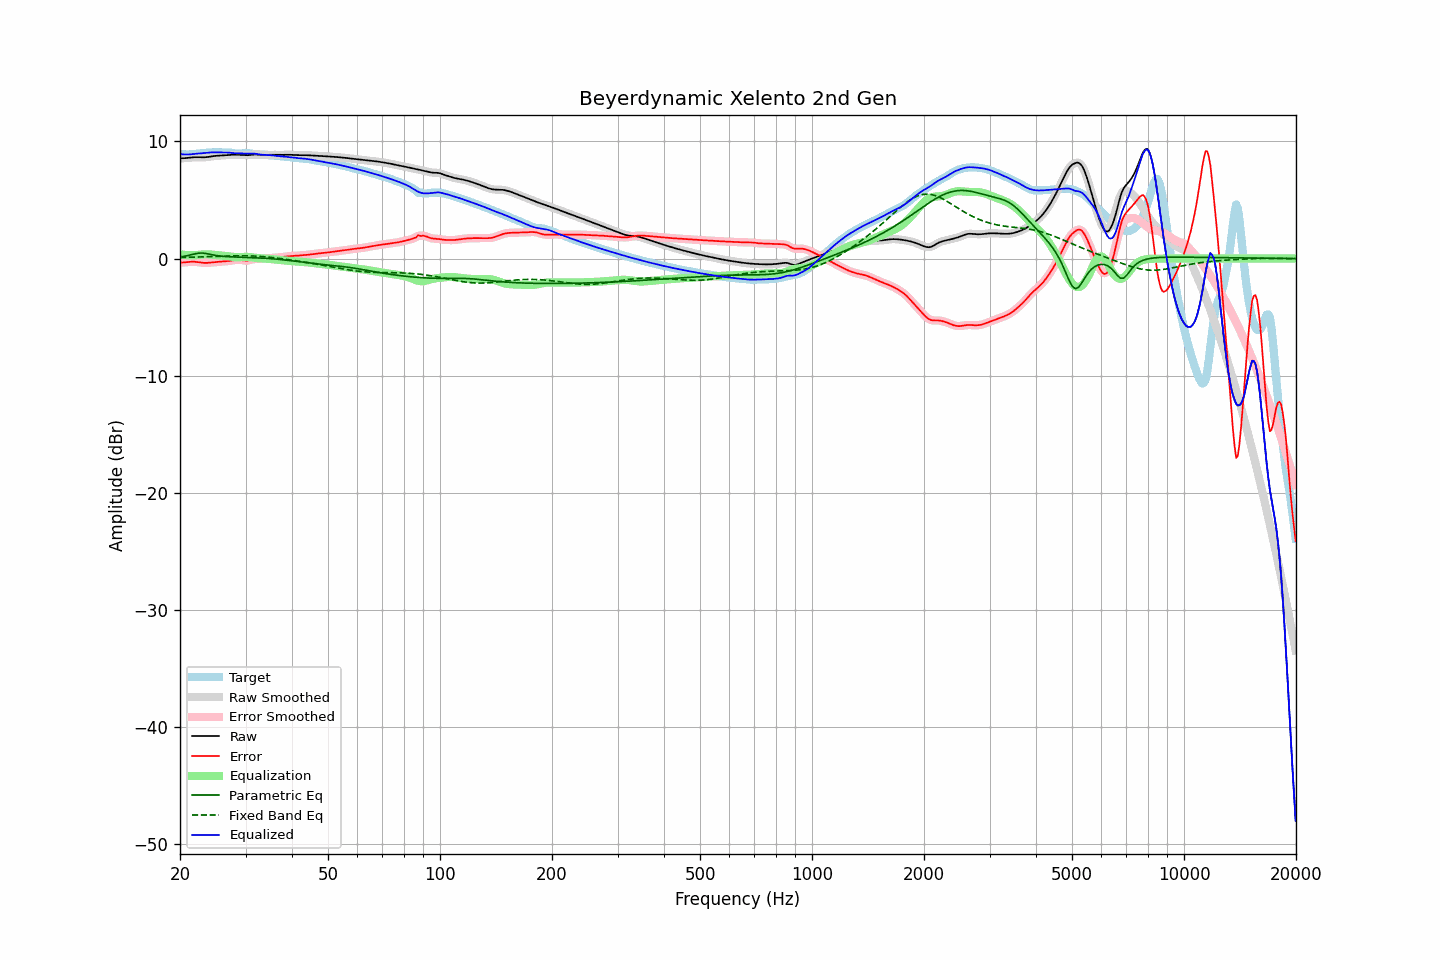 Beyerdynamic Xelento 2nd Gen
10
0
−10
−20
−30
−40
−50
Amplitude (dBr)
Target
Raw Smoothed
Error Smoothed
Raw
Error
Equalization
Parametric Eq
Fixed Band Eq
Equalized
20 50 100 200 500 1000 2000 5000 10000 20000
Frequency (Hz)